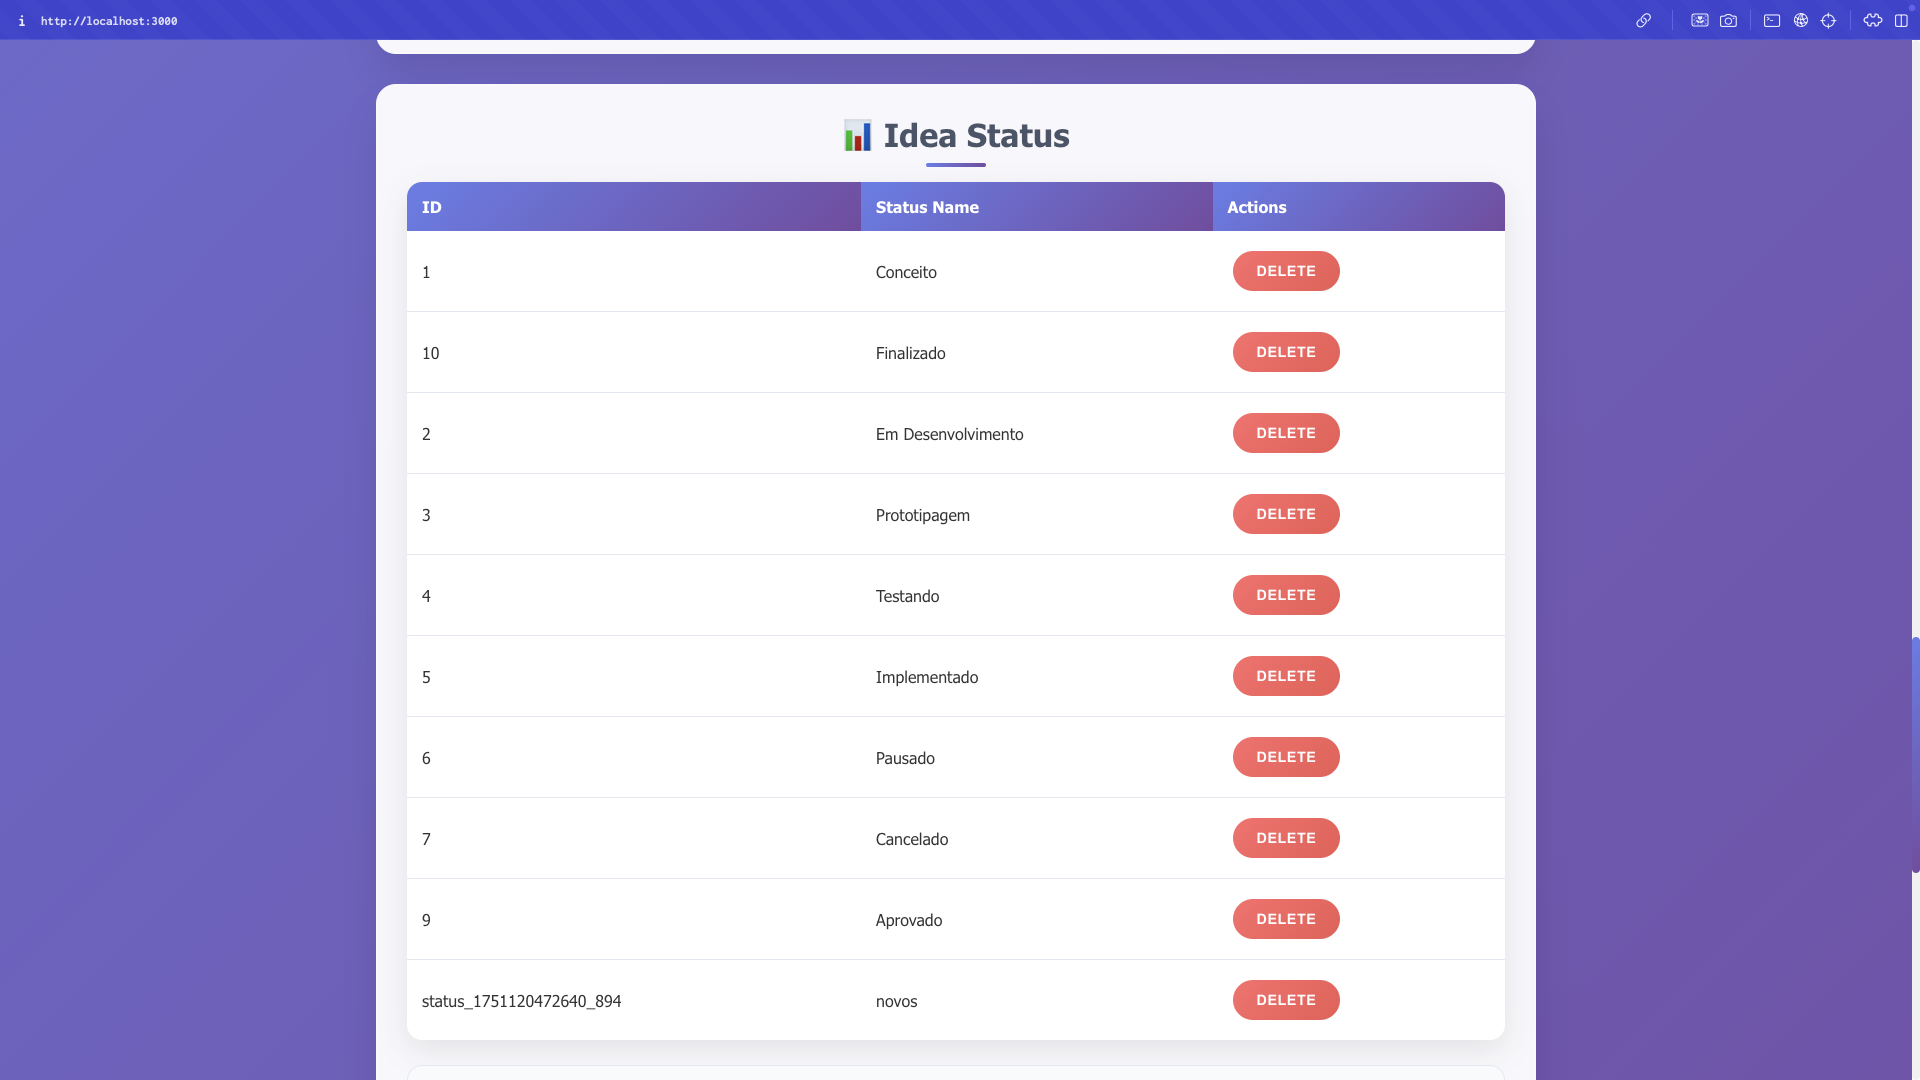 i http://localhost:3000
Idea Status
ID Status Name Actions
1 Conceito DELETE
10 Finalizado DELETE
2 Em Desenvolvimento DELETE
3 Prototipagem DELETE
4 Testando DELETE
5 Implementado DELETE
6 Pausado DELETE
7 Cancelado DELETE
9 Aprovado DELETE
status_1751120472640_894 novos DELETE